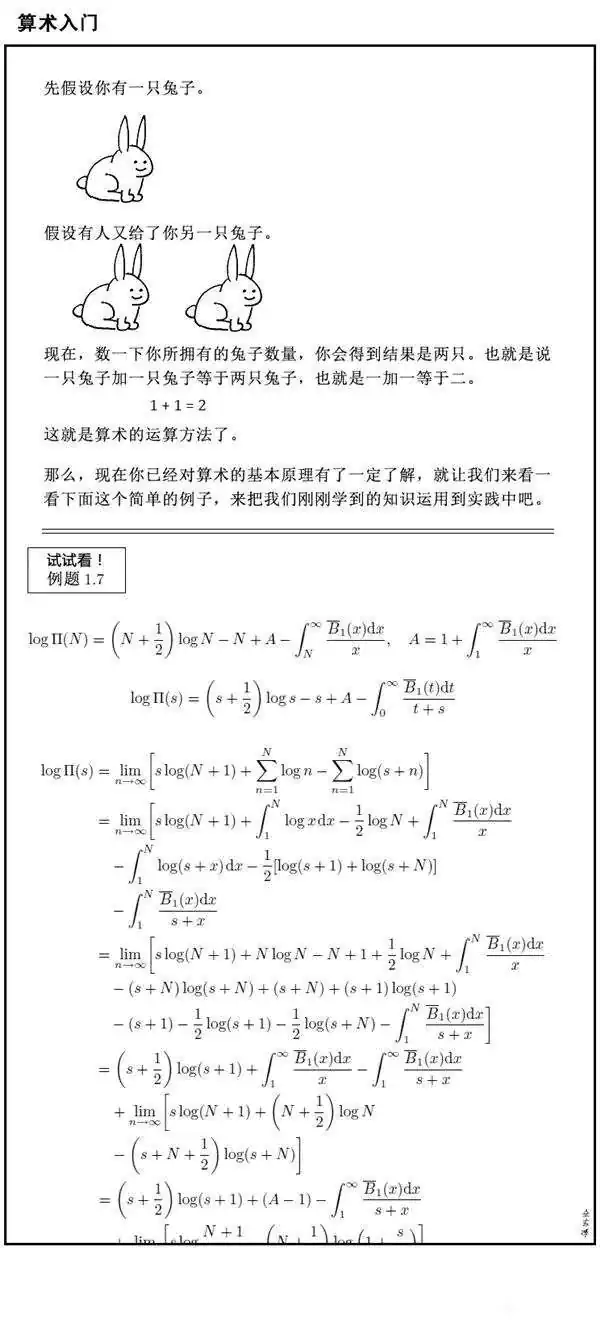 算术入门
先假设你有一只兔子。
假设有人又给了你另一只兔子。
现在，数一下你所拥有的兔子数量，你会得到结果是两只。也就是说
一只兔子加一只兔子等于两只兔子，也就是一加一等于二。
1 + 1 = 2
这就是算术的运算方法了。
那么，现在你已经对算术的基本原理有了一定了解，就让我们来看一
看下面这个简单的例子，来把我们刚刚学到的知识运用到实践中吧。
试试看！
例题 1.7
$\log \Pi(N) = \left(N + \frac{1}{2}\right) \log N - N + A - \int_N^\infty \frac{\overline{B}_1(x)\mathrm{d}x}{x}, \quad A = 1 + \int_1^\infty \frac{\overline{B}_1(x)\mathrm{d}x}{x}$
$\log \Pi(s) = \left(s + \frac{1}{2}\right) \log s - s + A - \int_0^\infty \frac{\overline{B}_1(t)\mathrm{d}t}{t + s}$
$\log \Pi(s) = \lim_{n \to \infty} \left[ s \log(N + 1) + \sum_{n=1}^N \log n - \sum_{n=1}^N \log(s + n) \right]$
$= \lim_{n \to \infty} \left[ s \log(N + 1) + \int_1^N \log x \mathrm{d}x - \frac{1}{2} \log N + \int_1^N \frac{\overline{B}_1(x)\mathrm{d}x}{x} \right.$
$- \int_1^N \log(s + x) \mathrm{d}x - \frac{1}{2} [\log(s + 1) + \log(s + N)]$
$- \int_1^N \frac{\overline{B}_1(x)\mathrm{d}x}{s + x}$
$= \lim_{n \to \infty} \left[ s \log(N + 1) + N \log N - N + 1 + \frac{1}{2} \log N + \int_1^N \frac{\overline{B}_1(x)\mathrm{d}x}{x} \right.$
$- (s + N) \log(s + N) + (s + N) + (s + 1) \log(s + 1)$
$\left. - (s + 1) - \frac{1}{2} \log(s + 1) - \frac{1}{2} \log(s + N) - \int_1^N \frac{\overline{B}_1(x)\mathrm{d}x}{s + x} \right]$
$= \left(s + \frac{1}{2}\right) \log(s + 1) + \int_1^\infty \frac{\overline{B}_1(x)\mathrm{d}x}{x} - \int_1^\infty \frac{\overline{B}_1(x)\mathrm{d}x}{s + x}$
$+ \lim_{n \to \infty} \left[ s \log(N + 1) + \left(N + \frac{1}{2}\right) \log N \right.$
$\left. - \left(s + N + \frac{1}{2}\right) \log(s + N) \right]$
$= \left(s + \frac{1}{2}\right) \log(s + 1) + (A - 1) - \int_1^\infty \frac{\overline{B}_1(x)\mathrm{d}x}{s + x}$